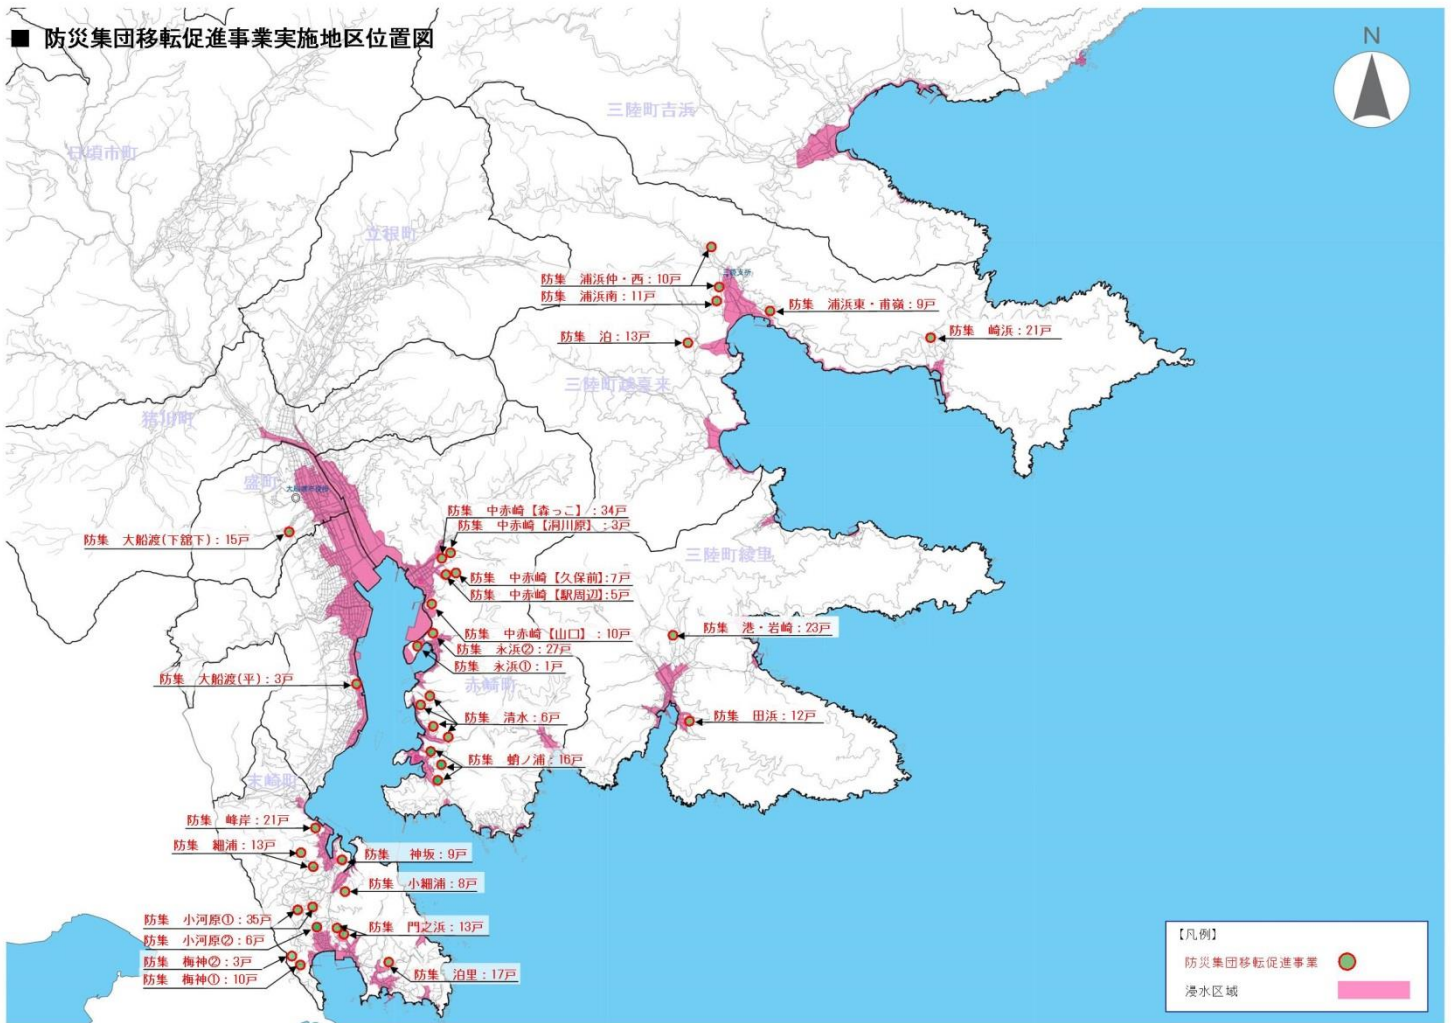 ■ 防災集団移転促進事業実施地区位置図
N
三陸町吉浜
日頃市町
立根町
防集 浦浜仲・西：10戸
防集 浦浜南：11戸
防集 浦浜東・甫嶺：9戸
防集 泊：13戸
防集 崎浜：21戸
三陸町越喜来
猪川町
盛町
防集 大船渡(下舘下)：15戸
防集 中赤崎【森っこ】：34戸
防集 中赤崎【洞川原】：3戸
三陸町綾里
防集 中赤崎【久保前】：7戸
防集 中赤崎【駅周辺】：5戸
防集 中赤崎【山口】：10戸
防集 港・岩崎：23戸
防集 永浜②：27戸
防集 永浜①：1戸
防集 大船渡(平)：3戸
赤崎町
防集 清水：6戸
防集 田浜：12戸
防集 蛸ノ浦：16戸
末崎町
防集 峰岸：21戸
防集 細浦：13戸
防集 神坂：9戸
防集 小細浦：8戸
防集 小河原①：35戸
防集 門之浜：13戸
防集 小河原②：6戸
防集 梅神②：3戸
防集 梅神①：10戸
防集 泊里：17戸
【凡例】
防災集団移転促進事業
浸水区域